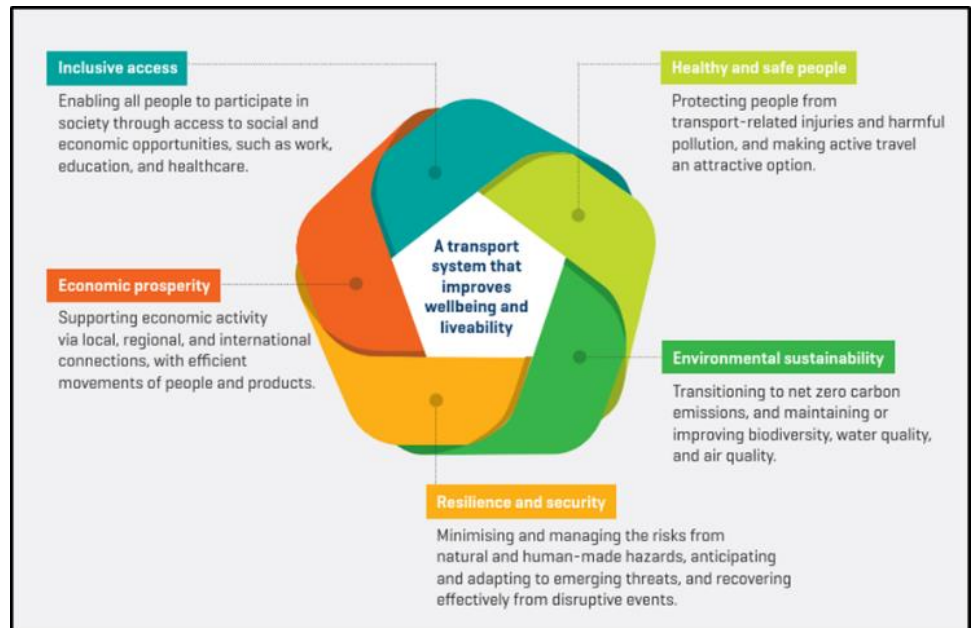 Inclusive access
Enabling all people to participate in
society through access to social and
economic opportunities, such as work,
education, and healthcare.
Healthy and safe people
Protecting people from
transport-related injuries and harmful
pollution, and making active travel
an attractive option.
A transport
system that
improves
wellbeing and
liveability
Economic prosperity
Supporting economic activity
via local, regional, and international
connections, with efficient
movements of people and products.
Environmental sustainability
Transitioning to net zero carbon
emissions, and maintaining or
improving biodiversity, water quality,
and air quality.
Resilience and security
Minimising and managing the risks from
natural and human-made hazards, anticipating
and adapting to emerging threats, and recovering
effectively from disruptive events.